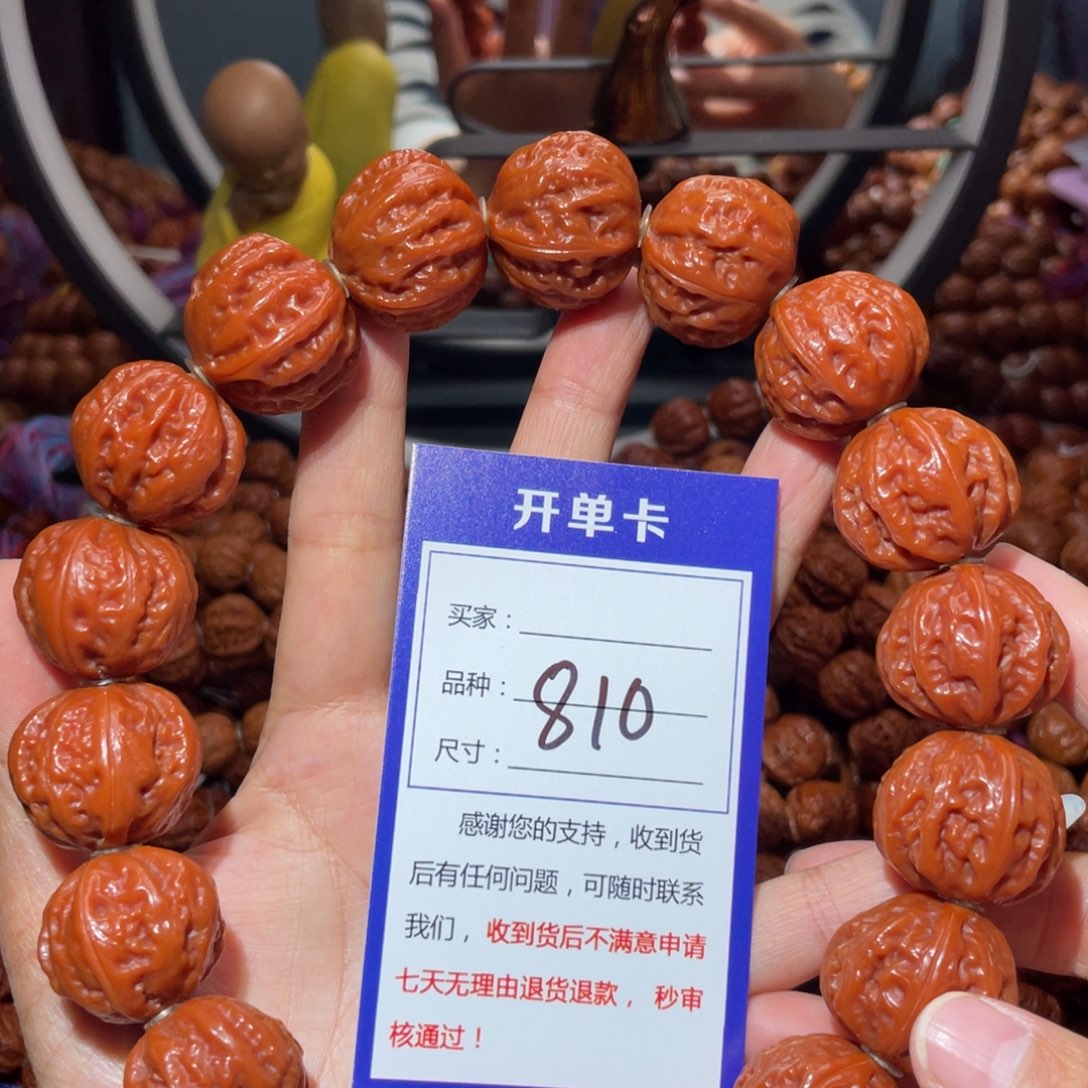 开单卡
买家：
品种：810
尺寸：
感谢您的支持，收到货
后有任何问题，可随时联系
我们，收到货后不满意申请
七天无理由退货退款，秒审
核通过！